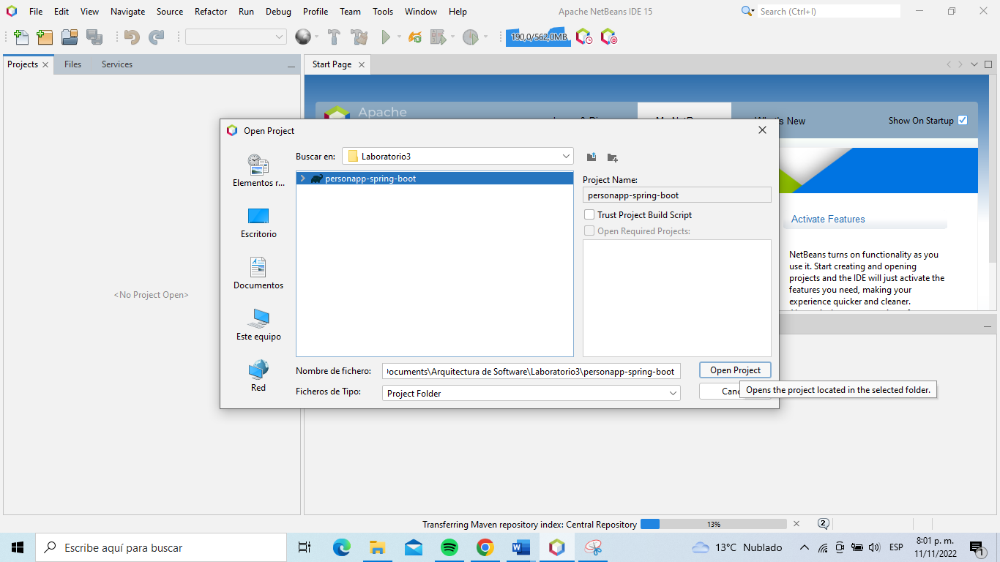 File Edit View Navigate Source Refactor Run Debug Profile Team Tools Window Help
Apache NetBeans IDE 15
Search (Ctrl+I)
190,0/562,0MB
Projects
Files
Services
Start Page
Apache
What's New
Show On Startup
Open Project
Buscar en:
Laboratorio3
Elementos r...
Escritorio
Documentos
Este equipo
Red
personapp-spring-boot
Project Name:
personapp-spring-boot
Trust Project Build Script
Open Required Projects:
Nombre de fichero:
ocuments\Arquitectura de Software\Laboratorio3\personapp-spring-boot
Open Project
Ficheros de Tipo:
Project Folder
Canc
Opens the project located in the selected folder.
<No Project Open>
Activate Features
NetBeans turns on functionality as you
use it. Start creating and opening
projects and the IDE will just activate the
features you need, making your
experience quicker and cleaner.
Transferring Maven repository index: Central Repository
13%
2
Escribe aquí para buscar
13°C Nublado
ESP
8:01 p. m.
11/11/2022
1